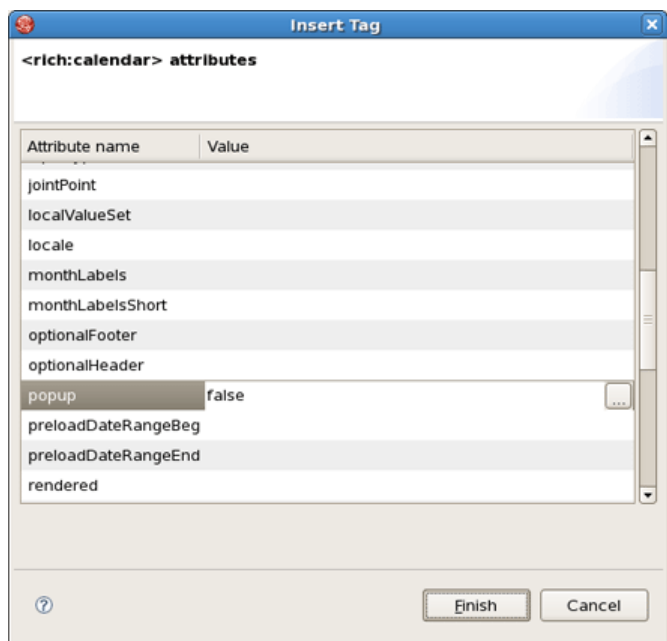 Insert Tag
<rich:calendar> attributes
Attribute name Value
jointPoint
localValueSet
locale
monthLabels
monthLabelsShort
optionalFooter
optionalHeader
popup false ...
preloadDateRangeBeg
preloadDateRangeEnd
rendered
? Finish Cancel